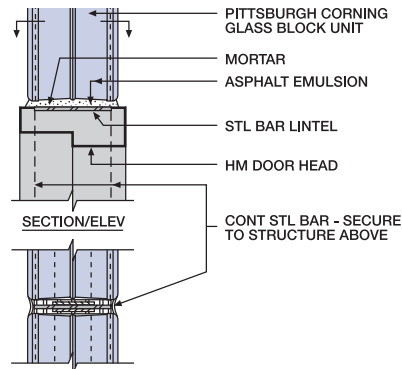 PITTSBURGH CORNING
GLASS BLOCK UNIT
MORTAR
ASPHALT EMULSION
STL BAR LINTEL
HM DOOR HEAD
SECTION/ELEV
CONT STL BAR - SECURE
TO STRUCTURE ABOVE